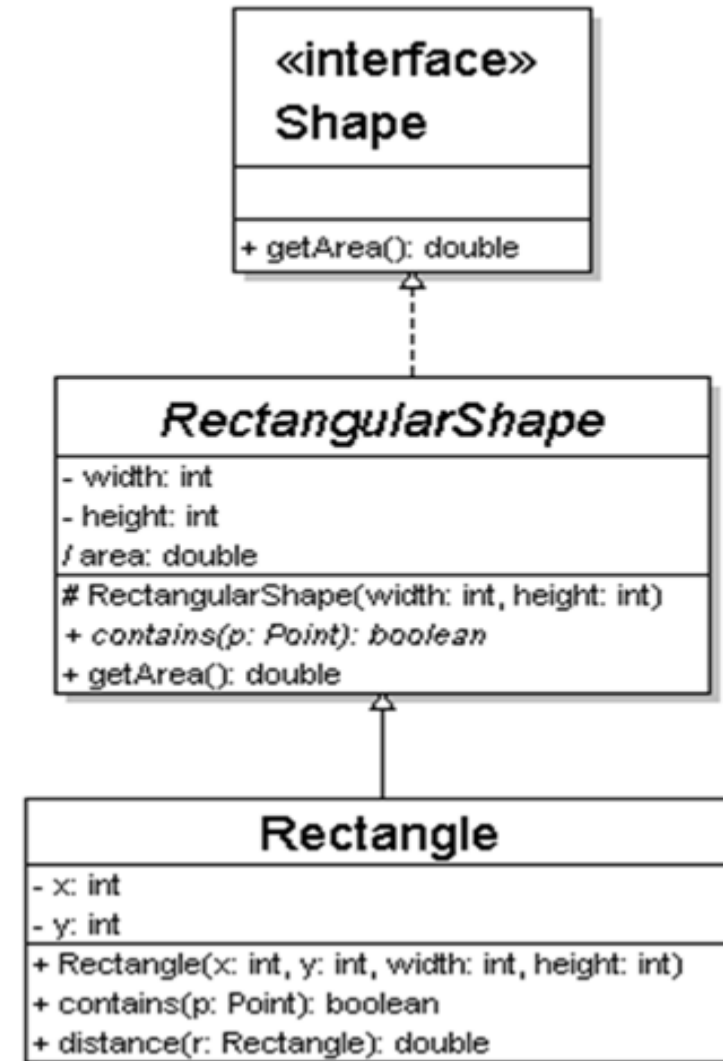 «interface»
Shape
+ getArea(): double
RectangularShape
- width: int
- height: int
/ area: double
# RectangularShape(width: int, height: int)
+ contains(p: Point): boolean
+ getArea(): double
Rectangle
- x: int
- y: int
+ Rectangle(x: int, y: int, width: int, height: int)
+ contains(p: Point): boolean
+ distance(r: Rectangle): double